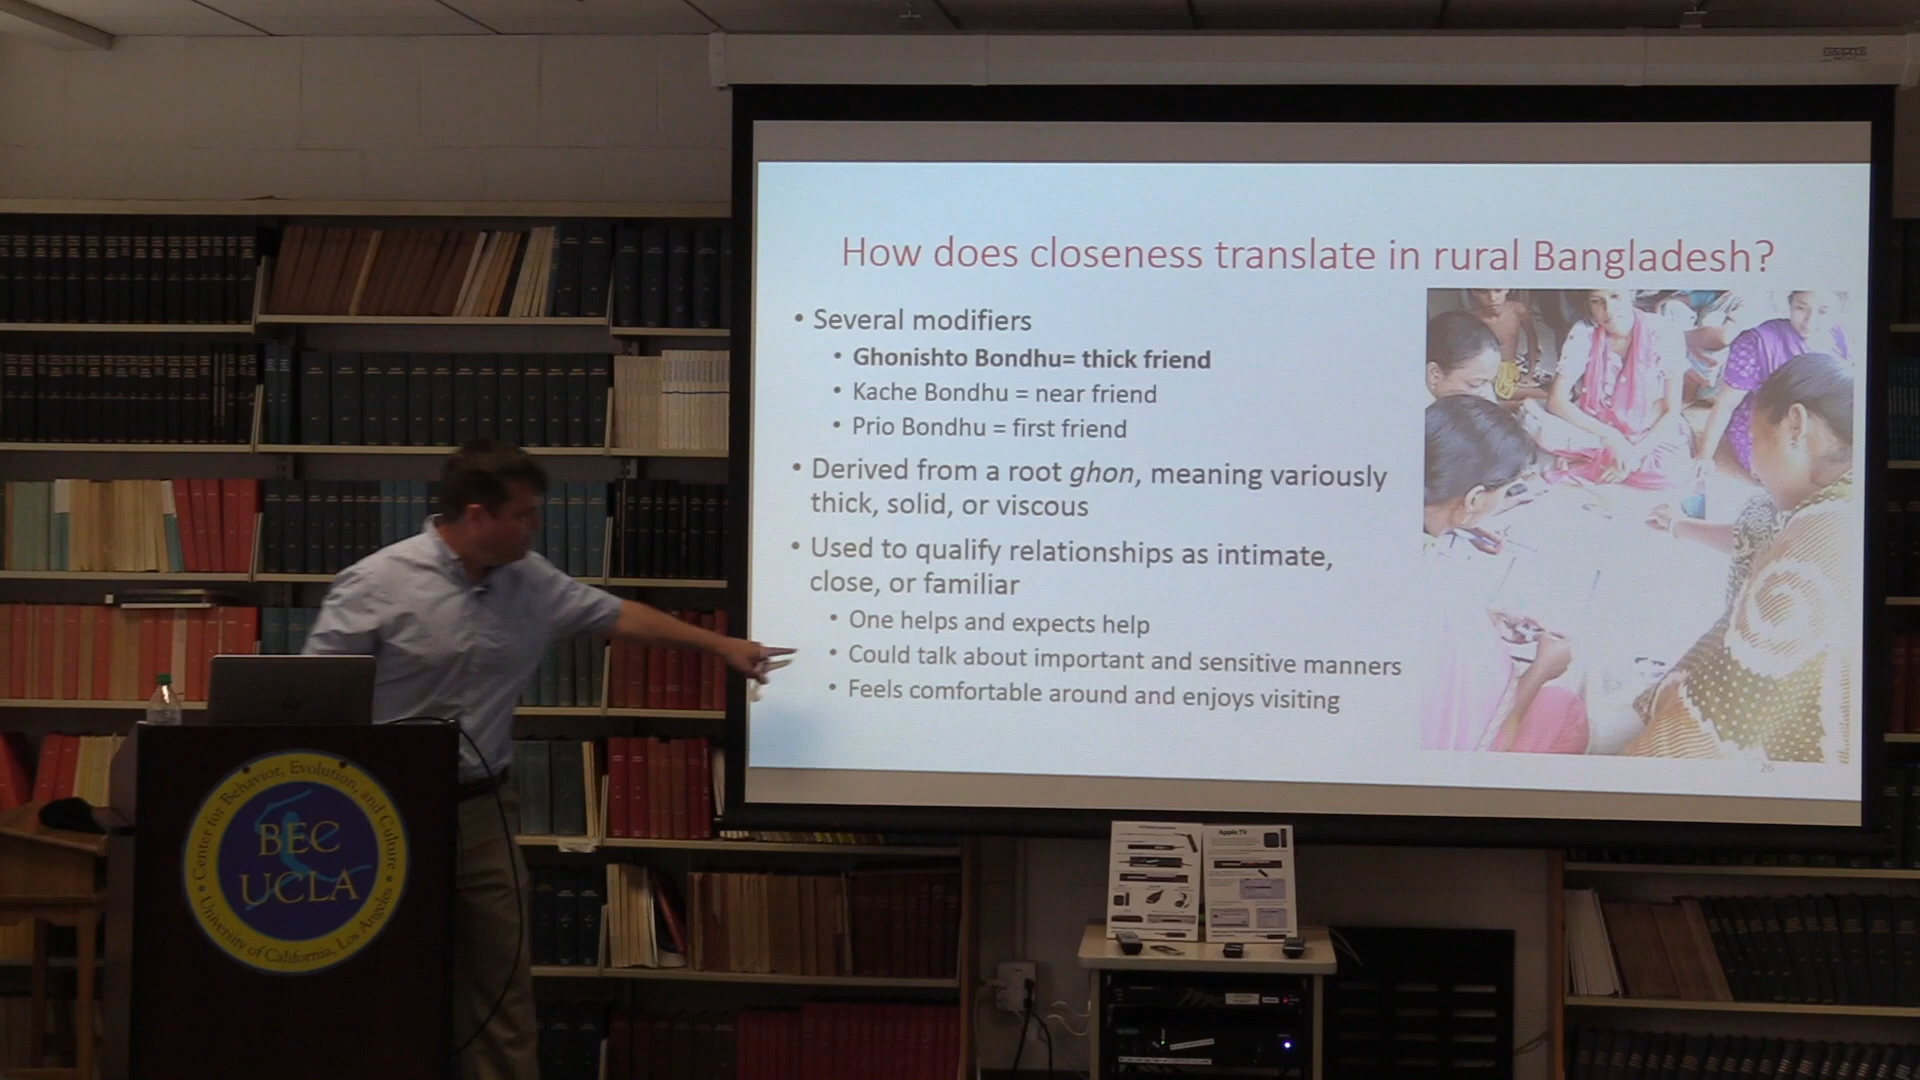 How does closeness translate in rural Bangladesh?
• Several modifiers
• Ghonishto Bondhu= thick friend
• Kache Bondhu = near friend
• Prio Bondhu = first friend
• Derived from a root ghon, meaning variously
thick, solid, or viscous
• Used to qualify relationships as intimate,
close, or familiar
• One helps and expects help
• Could talk about important and sensitive manners
• Feels comfortable around and enjoys visiting
26
Center for Behavior, Evolution, and Culture
BEC
UCLA
• University of California, Los Angeles •
Apple TV